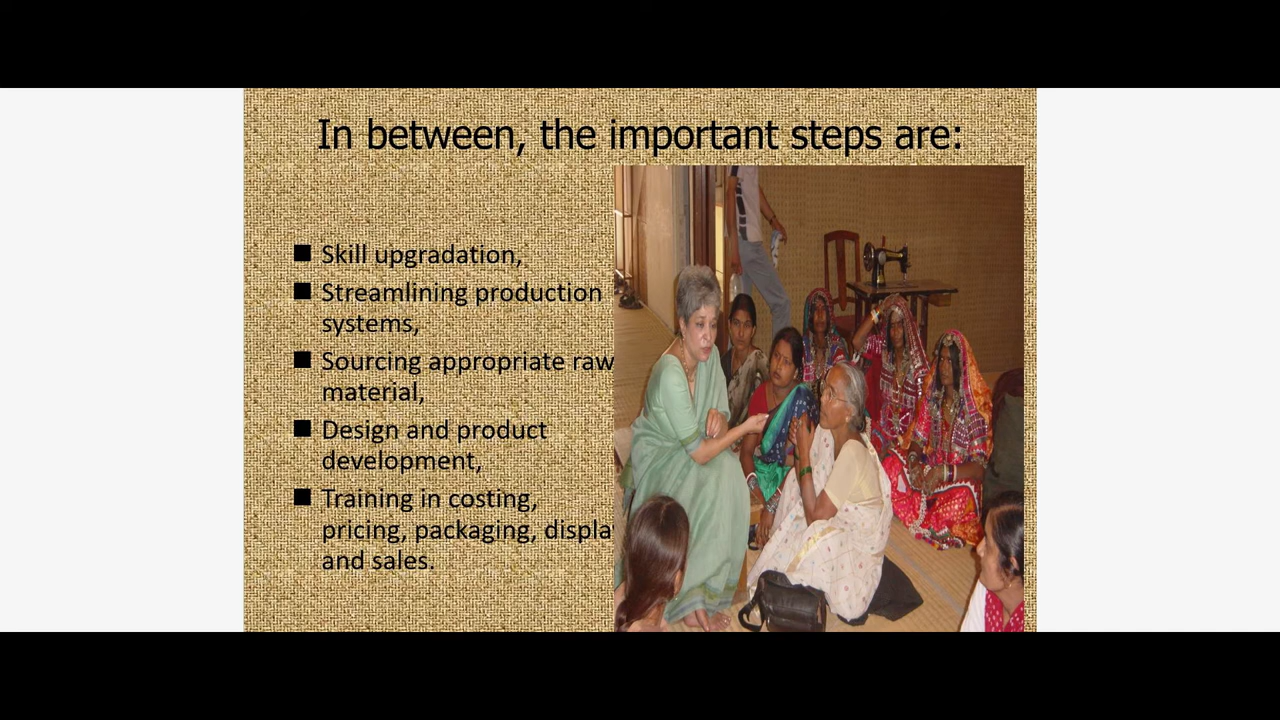 In between, the important steps are:
■ Skill upgradation,
■ Streamlining production
systems,
■ Sourcing appropriate raw
material,
■ Design and product
development,
■ Training in costing,
pricing, packaging, displa
and sales.